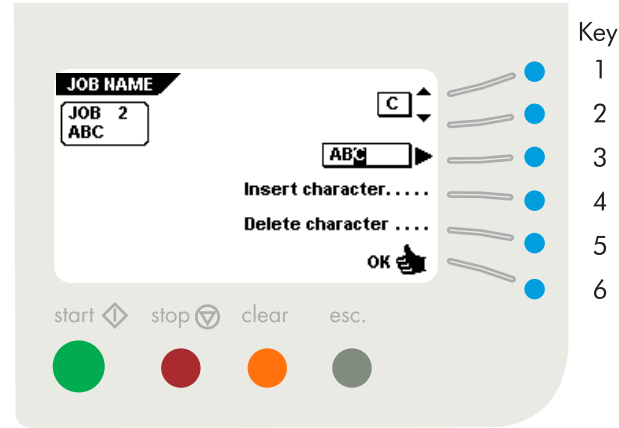 Key
JOB NAME
1
C
JOB 2
ABC
2
ABC
3
Insert character.....
4
Delete character ....
5
OK
6
start stop clear esc.